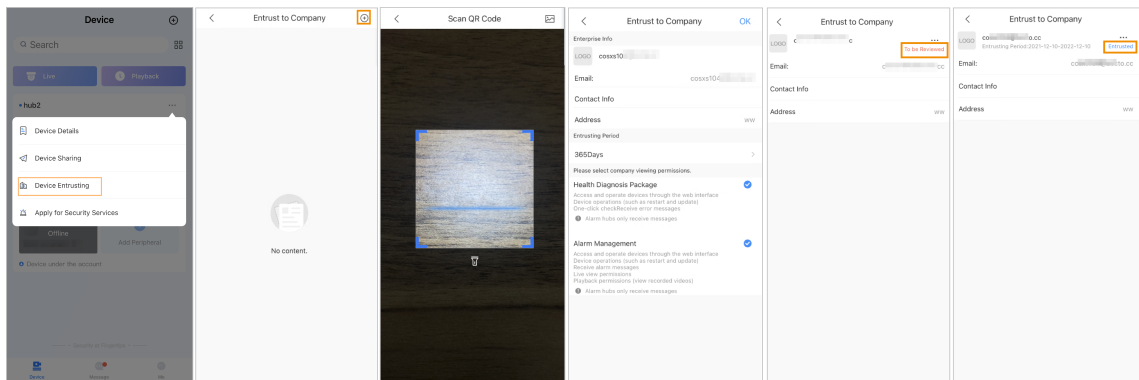 Device
Search
Live
Playback
hub2
...
Device Details
Device Sharing
Device Entrusting
Apply for Security Services
Offline
Add Peripheral
Device under the account
Device
Message
Me
Entrust to Company
No content.
Scan QR Code
Entrust to Company
OK
Enterprise Info
LOGO
cosxs10
Email:
cosxs104
Contact Info
Address
ww
Entrusting Period
365Days
Please select company viewing permissions.
Health Diagnosis Package
Access and operate devices through the web interface
Device operations (such as restart and update)
One-click checkReceive error messages
Alarm hubs only receive messages
Alarm Management
Access and operate devices through the web interface
Device operations (such as restart and update)
Receive alarm messages
Live view permissions
Playback permissions (view recorded videos)
Alarm hubs only receive messages
Entrust to Company
LOGO
c
c
...
To be Reviewed
Email:
c
cc
Contact Info
Address
ww
Entrust to Company
LOGO
o.cc
...
Entrusting Period:2021-12-10-2022-12-10
Entrusted
Email:
to.cc
Contact Info
Address
ww